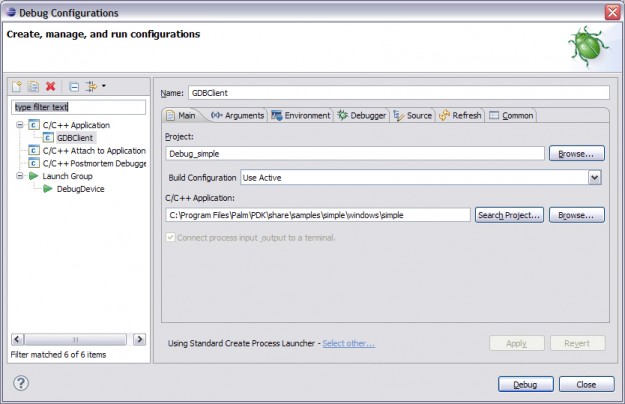 Debug Configurations
Create, manage, and run configurations
type filter text
C/C++ Application
GDBClient
C/C++ Attach to Application
C/C++ Postmortem Debugge
Launch Group
DebugDevice
Filter matched 6 of 6 items
Name: GDBClient
Main Arguments Environment Debugger Source Refresh Common
Project:
Debug_simple Browse...
Build Configuration Use Active
C/C++ Application:
C:\Program Files\Palm\PDK\share\samples\simple\windows\simple Search Project... Browse...
Connect process input _output to a terminal.
Using Standard Create Process Launcher - Select other... Apply Revert
? Debug Close